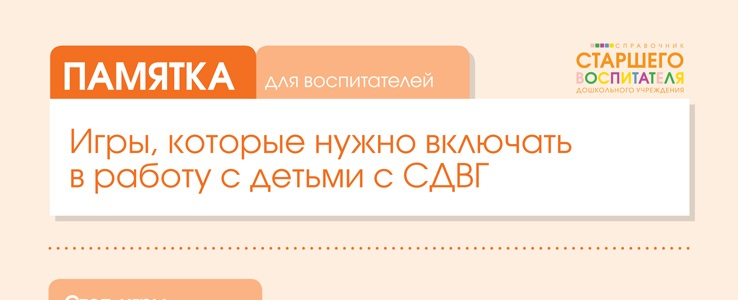 ПАМЯТКА для воспитателей
СПРАВОЧНИК
СТАРШЕГО
ВОСПИТАТЕЛЯ
ДОШКОЛЬНОГО УЧРЕЖДЕНИЯ
Игры, которые нужно включать
в работу с детьми с СДВГ